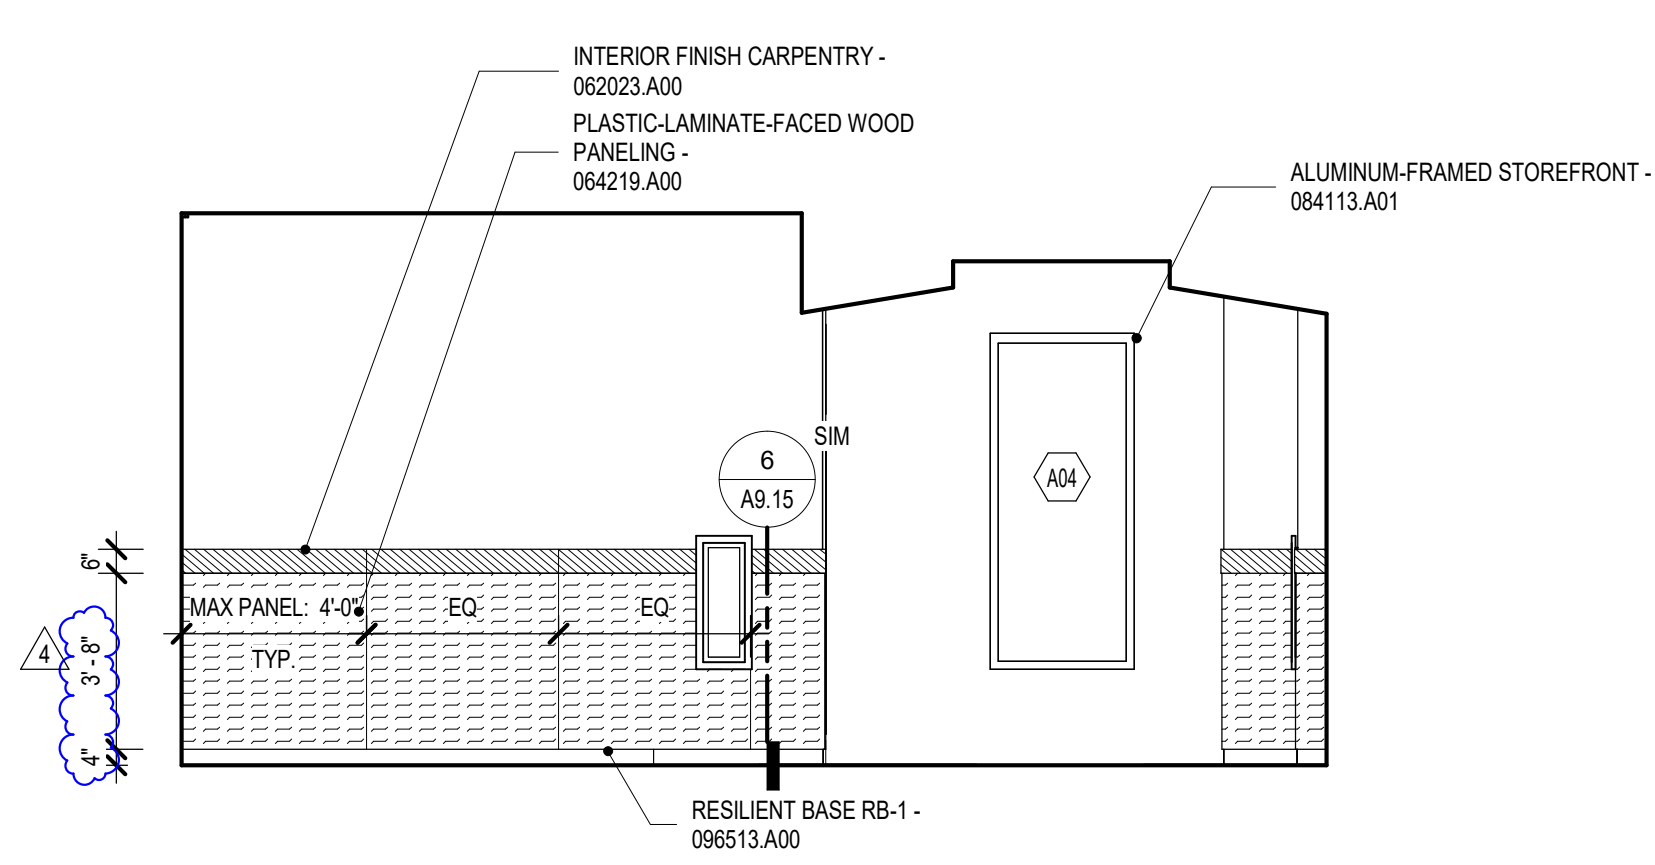 INTERIOR FINISH CARPENTRY -
062023.A00
PLASTIC-LAMINATE-FACED WOOD
PANELING -
064219.A00
ALUMINUM-FRAMED STOREFRONT -
084113.A01
SIM
6
A9.15
A04
6"
MAX PANEL: 4'-0"
EQ
EQ
TYP.
4
3' - 8"
4"
RESILIENT BASE RB-1 -
096513.A00